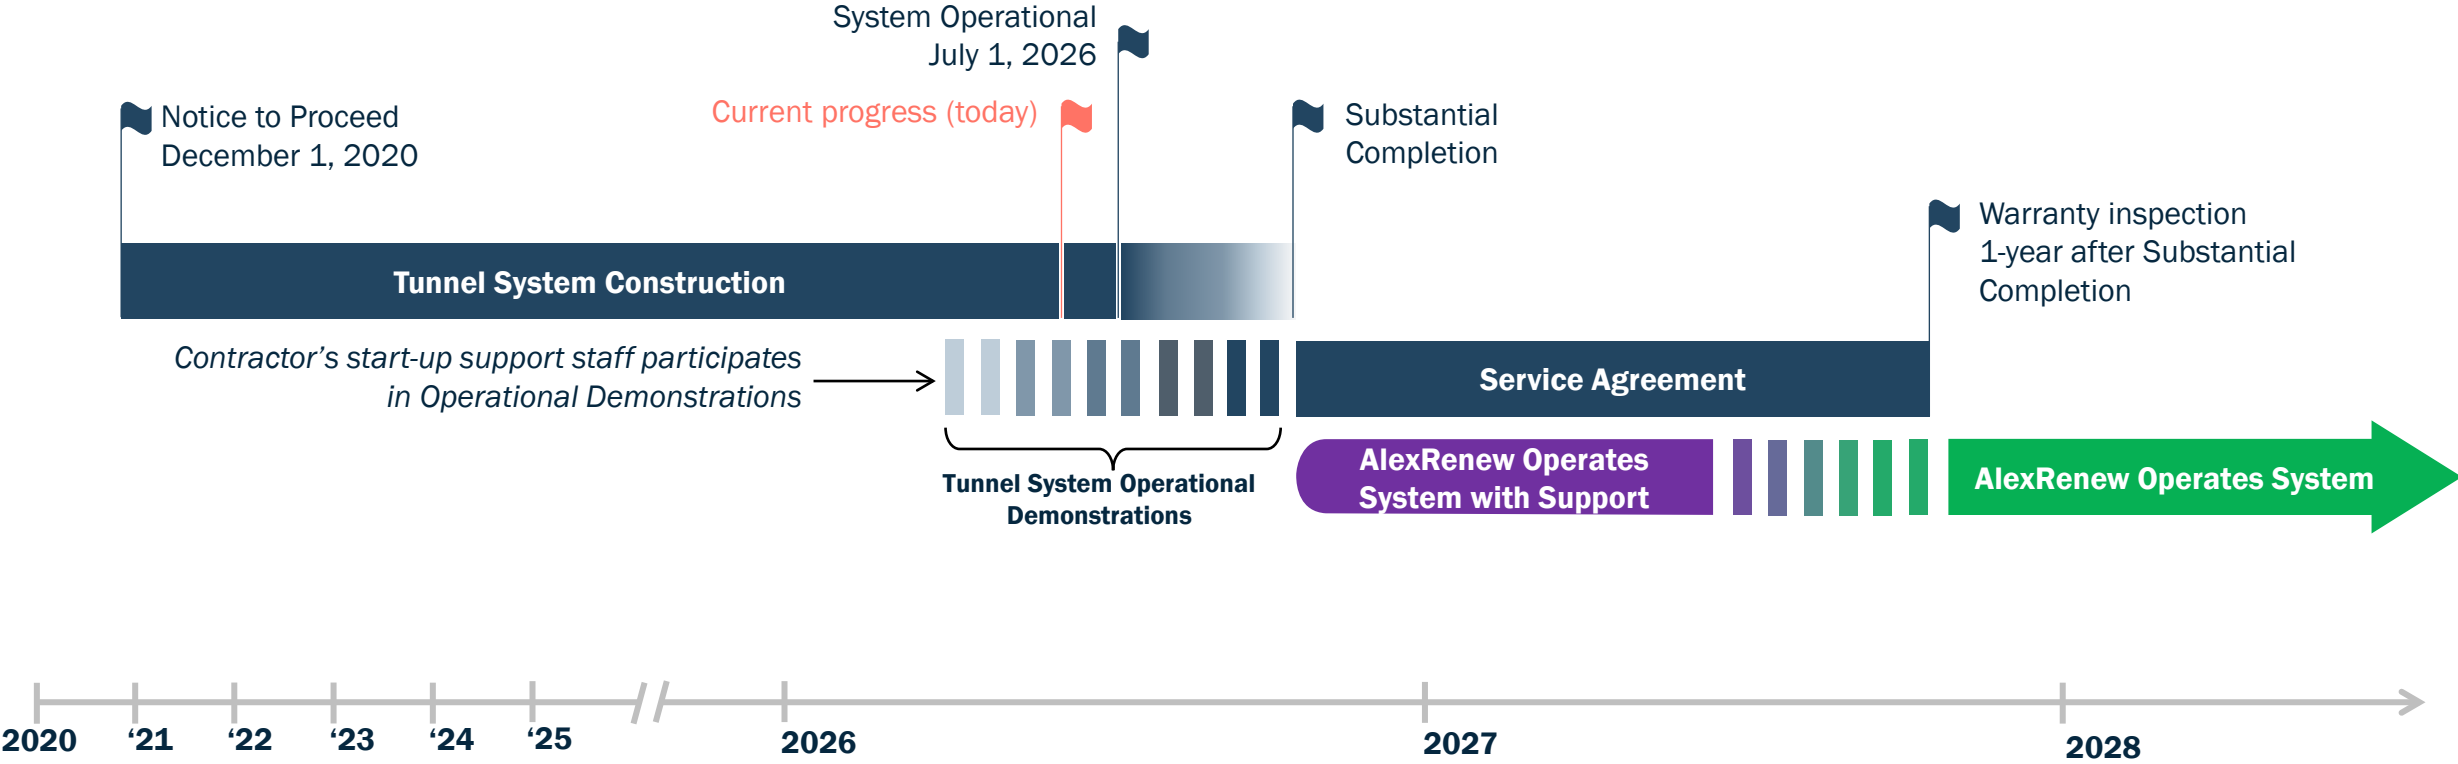 System Operational
July 1, 2026
Notice to Proceed
December 1, 2020
Current progress (today)
Substantial
Completion
Warranty inspection
1-year after Substantial
Completion
Tunnel System Construction
Contractor’s start-up support staff participates
in Operational Demonstrations
Service Agreement
Tunnel System Operational
Demonstrations
AlexRenew Operates
System with Support
AlexRenew Operates System
2020
‘21
‘22
‘23
‘24
‘25
2026
2027
2028